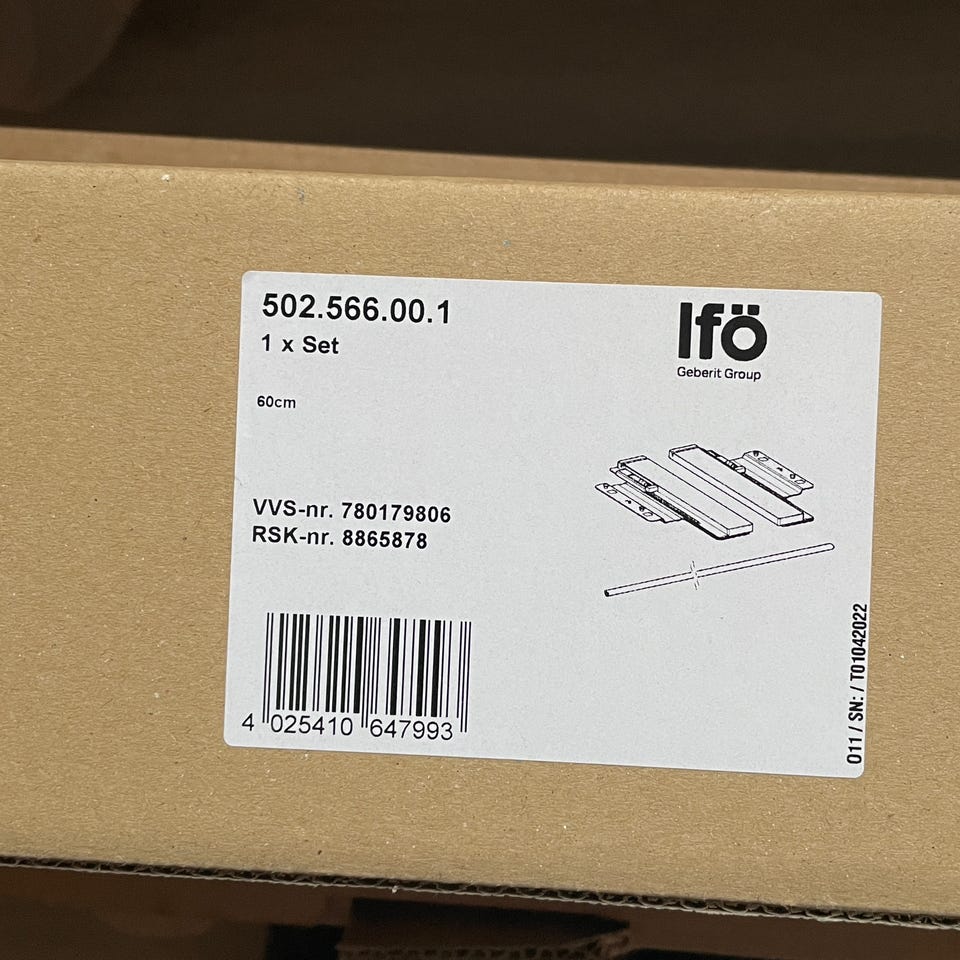 502.566.00.1
1 x Set
60cm
Ifö
Geberit Group
VVS-nr. 780179806
RSK-nr. 8865878
4 025410 647993
011 / SN: / T01042022